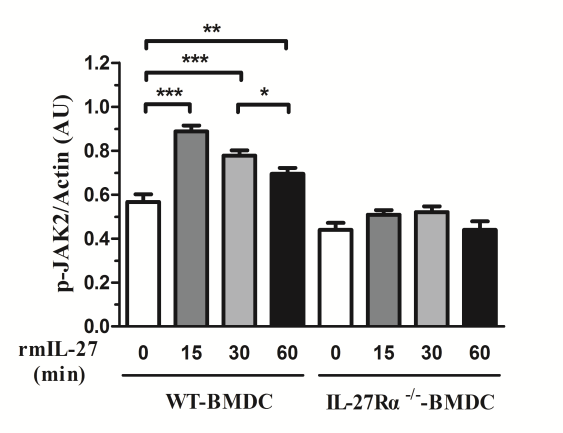 **
***
*** *
p-JAK2/Actin (AU)
1.2
1.0
0.8
0.6
0.4
0.2
0.0
rmIL-27 0 15 30 60 0 15 30 60
(min)
WT-BMDC IL-27Rα -/- -BMDC